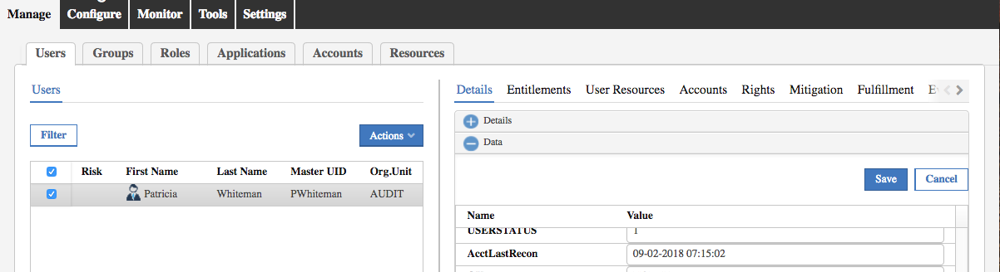 Manage Configure Monitor Tools Settings
Users Groups Roles Applications Accounts Resources
Users
Filter Actions
Risk First Name Last Name Master UID Org.Unit
Patricia Whiteman PWhiteman AUDIT
Details Entitlements User Resources Accounts Rights Mitigation Fulfillment
Details
Data
Save Cancel
Name Value
USERSTATUS 1
AcctLastRecon 09-02-2018 07:15:02